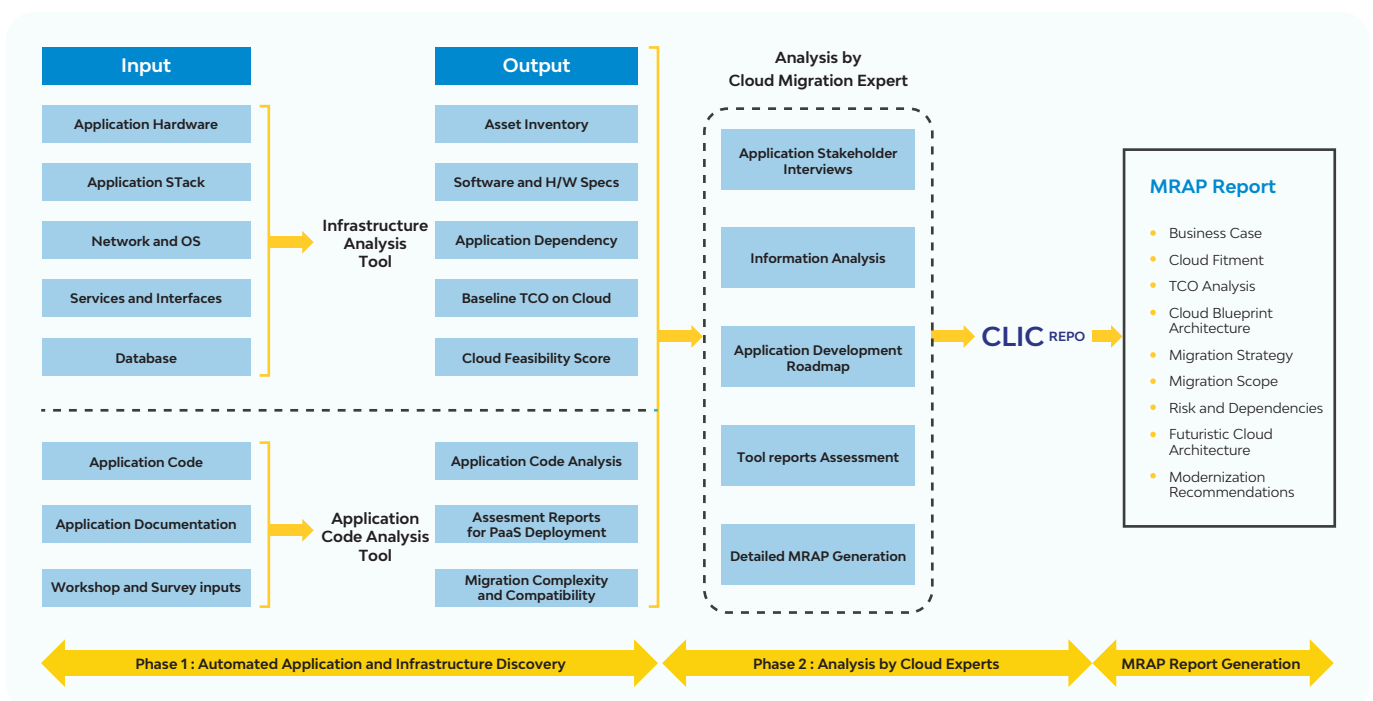 Input
Application Hardware
Application STack
Network and OS
Services and Interfaces
Database
Infrastructure
Analysis
Tool
Application Code
Application Documentation
Workshop and Survey inputs
Application
Code Analysis
Tool
Output
Asset Inventory
Software and H/W Specs
Application Dependency
Baseline TCO on Cloud
Cloud Feasibility Score
Application Code Analysis
Assesment Reports
for PaaS Deployment
Migration Complexity
and Compatibility
Analysis by
Cloud Migration Expert
Application Stakeholder
Interviews
Information Analysis
Application Development
Roadmap
Tool reports Assessment
Detailed MRAP Generation
CLIC REPO
MRAP Report
• Business Case
• Cloud Fitment
• TCO Analysis
• Cloud Blueprint
Architecture
• Migration Strategy
• Migration Scope
• Risk and Dependencies
• Futuristic Cloud
Architecture
• Modernization
Recommendations
Phase 1 : Automated Application and Infrastructure Discovery
Phase 2 : Analysis by Cloud Experts
MRAP Report Generation